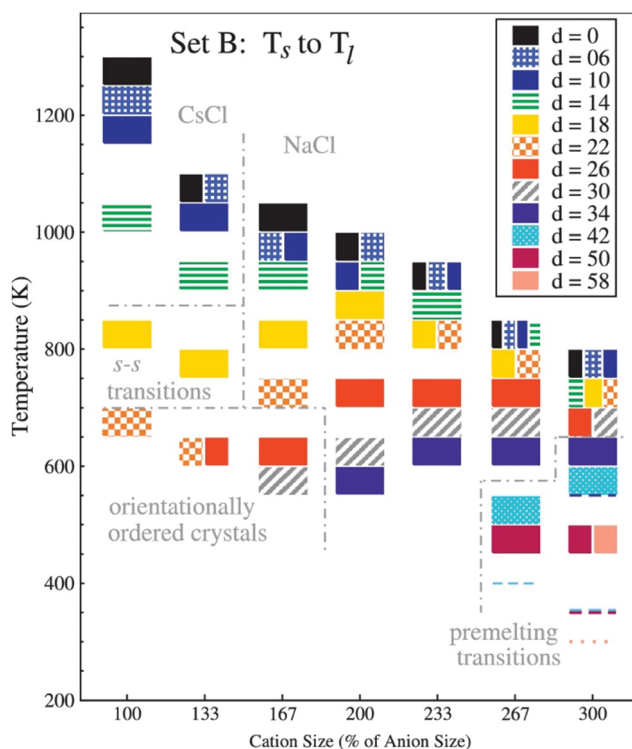 Set B: Ts to Tl
d = 0
d = 06
d = 10
d = 14
d = 18
d = 22
d = 26
d = 30
d = 34
d = 42
d = 50
d = 58
CsCl
NaCl
s-s
transitions
orientationally
ordered crystals
premelting
transitions
Temperature (K)
1200
1000
800
600
400
200
100 133 167 200 233 267 300
Cation Size (% of Anion Size)